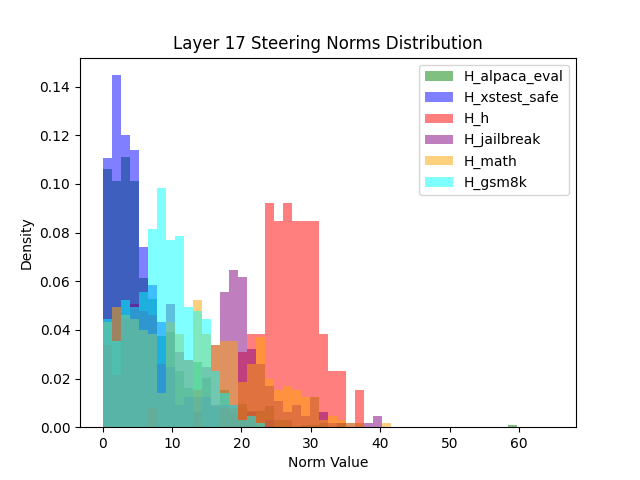 Layer 17 Steering Norms Distribution
H_alpaca_eval
H_xstest_safe
H_h
H_jailbreak
H_math
H_gsm8k
0.14
0.12
0.10
0.08
0.06
0.04
0.02
0.00
Density
0 10 20 30 40 50 60
Norm Value